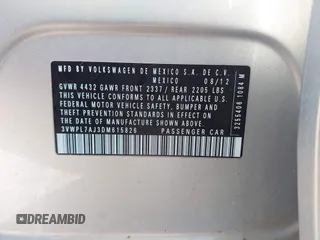 MFD BY VOLKSWAGEN DE MEXICO S.A. DE C.V.
MEXICO 08/12
GVWR 4432 GAWR FRONT 2337/ REAR 2205 LBS
THIS VEHICLE CONFORMS TO ALL APPLICABLE
FEDERAL MOTOR VEHICLE SAFETY, BUMPER, AND
THEFT PREVENTION STANDARDS IN EFFECT ON
THE DATE OF MANUFACTURE SHOWN ABOVE
3VWPL7AJ3DM615826 PASSENGER CAR
3255406 1084 M
DREAMBID